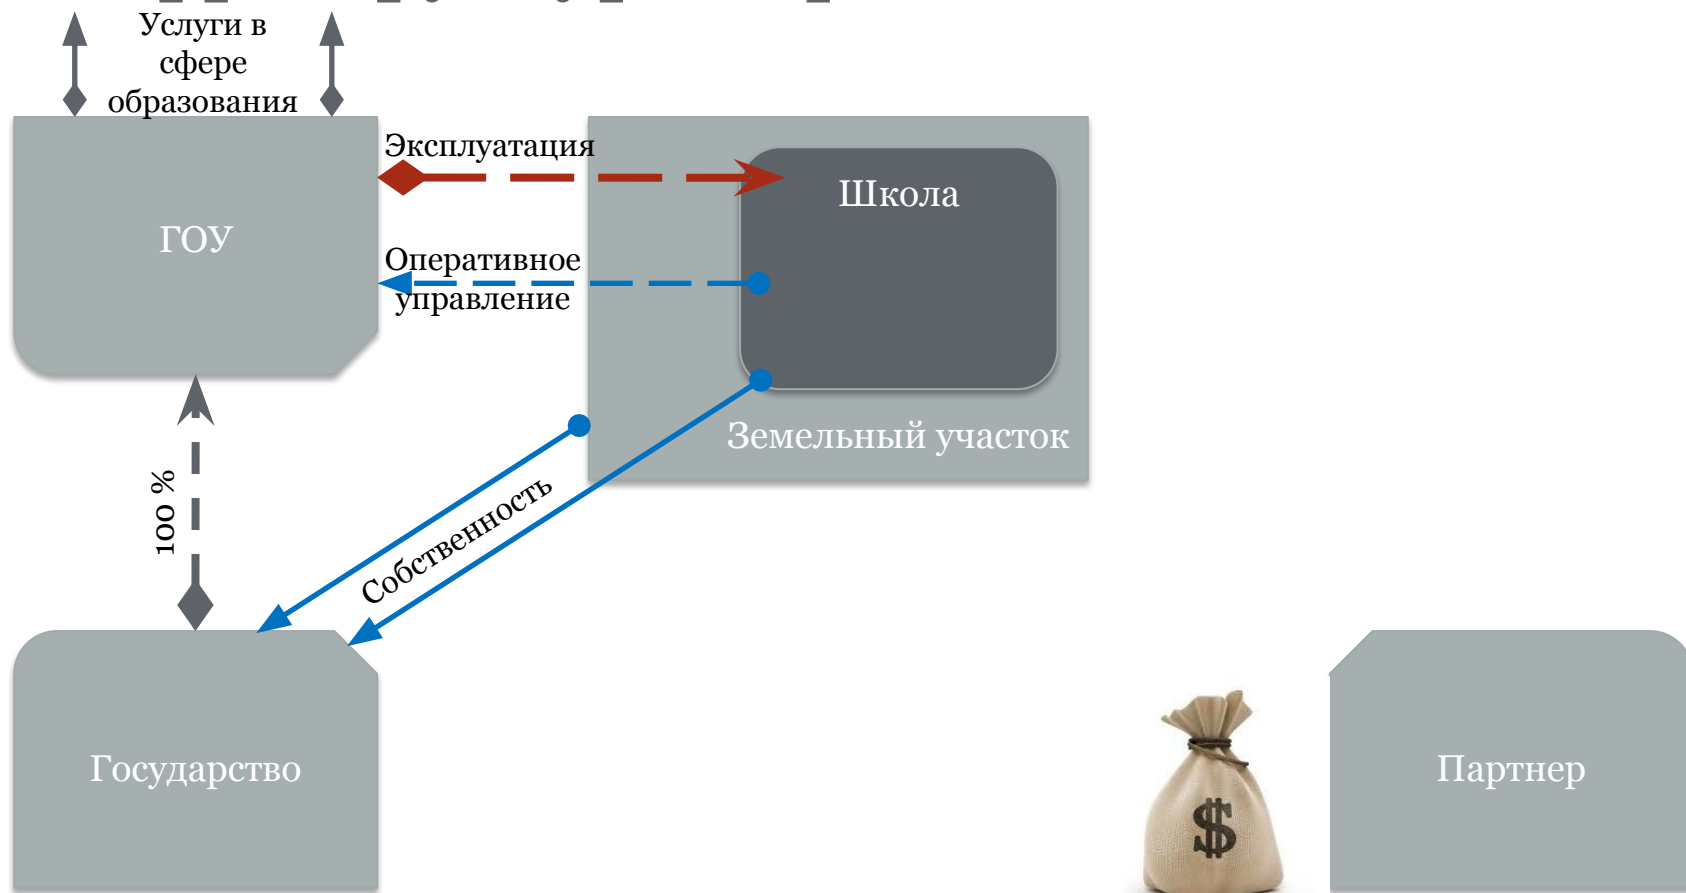 Услуги в
сфере
образования
Эксплуатация
Школа
ГОУ
Оперативное
управление
Земельный участок
100 %
Собственность
Государство
$
Партнер